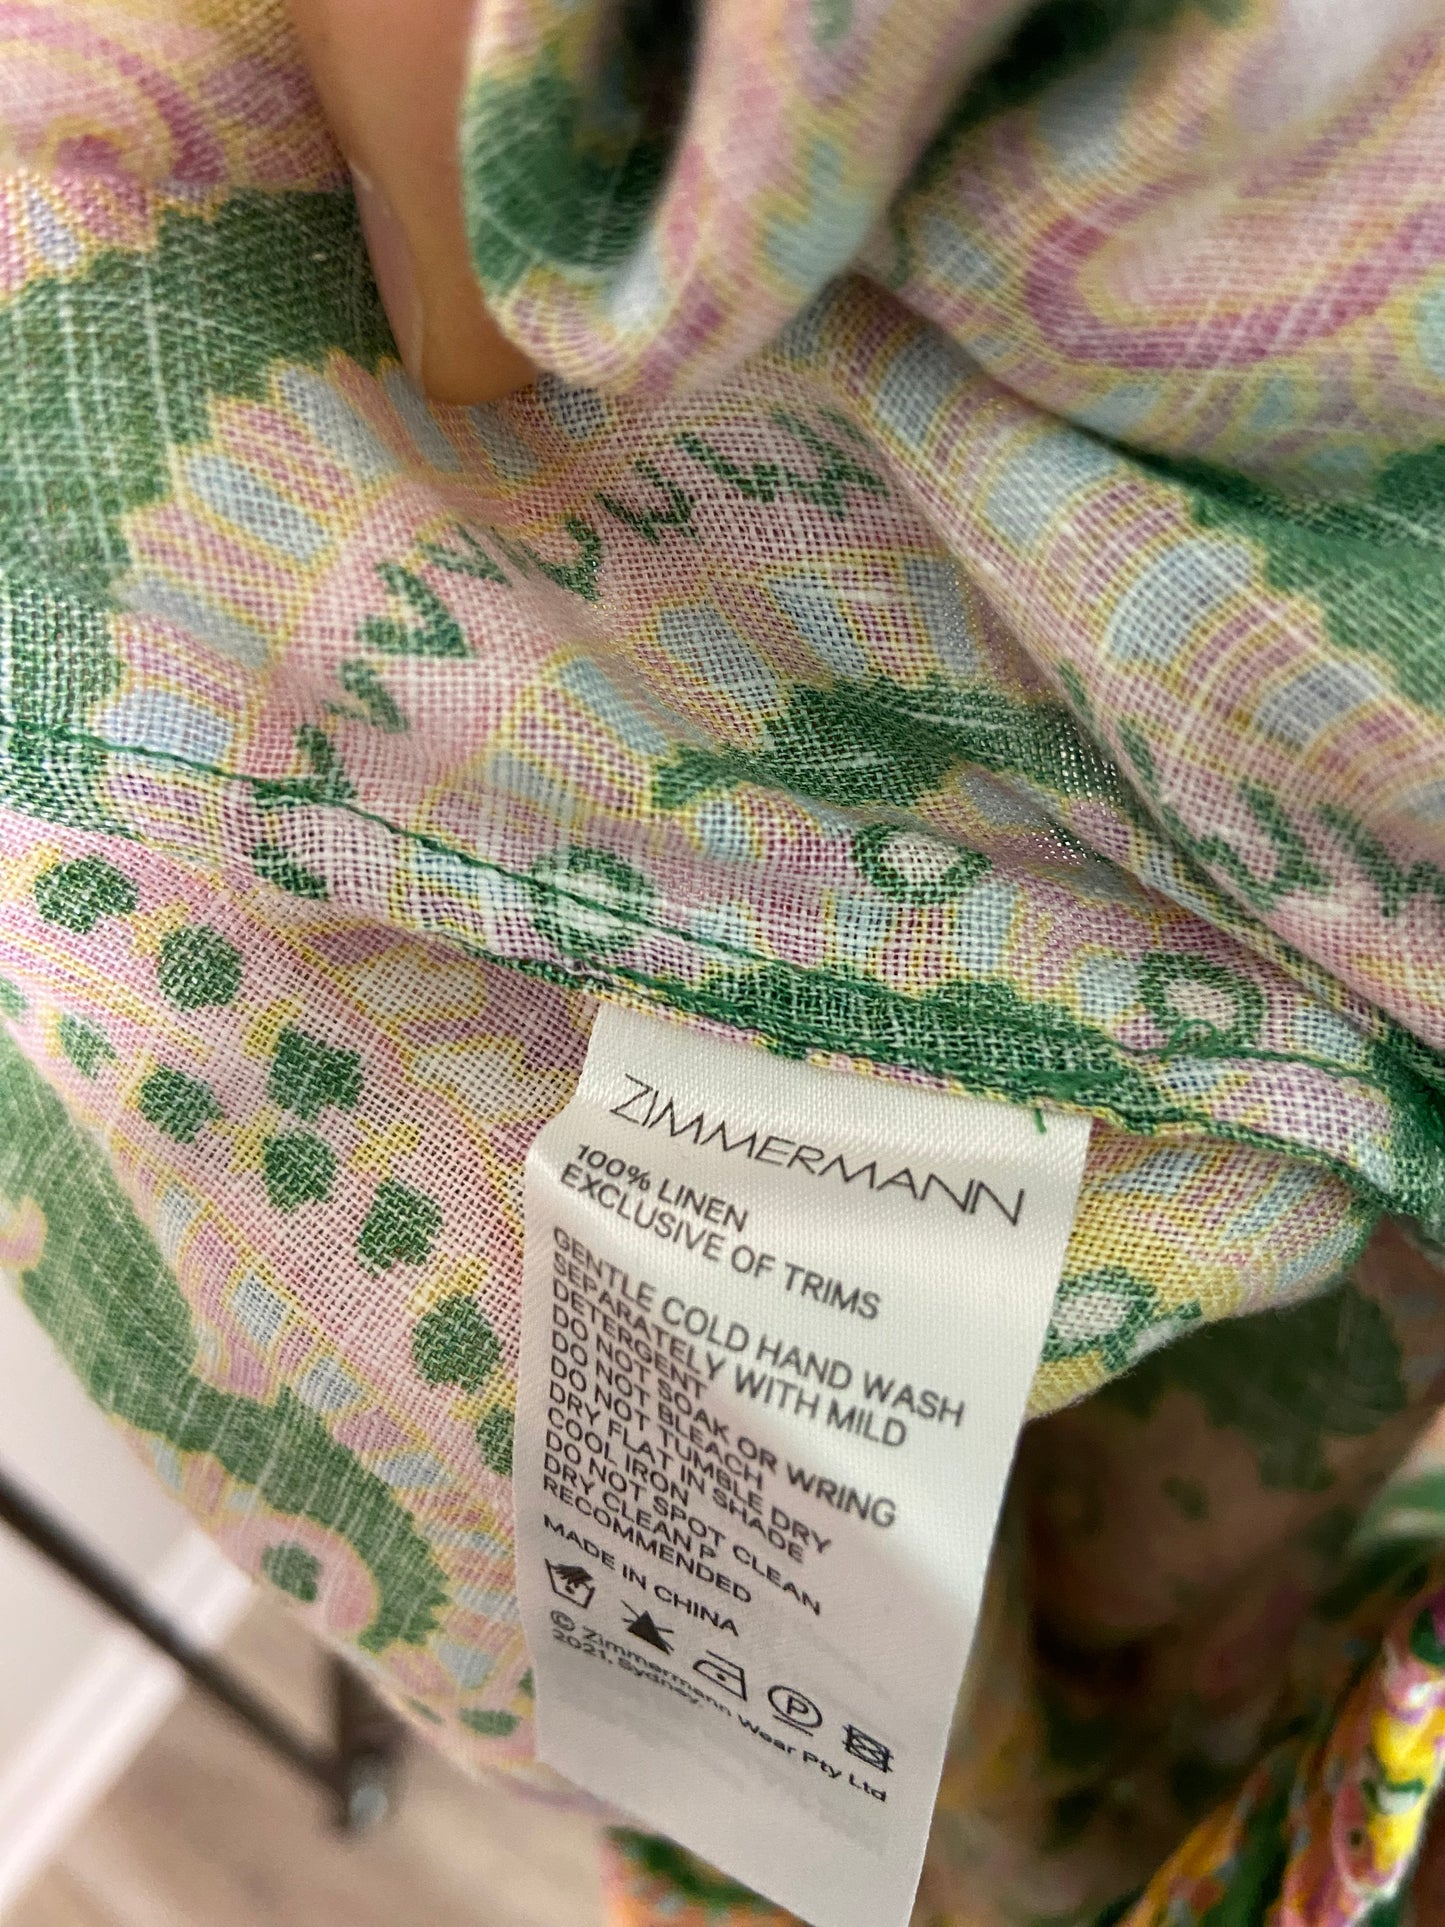 ZIMMERMANN
100% LINEN
EXCLUSIVE OF TRIMS
GENTLE COLD HAND WASH
SEPARATELY WITH MILD
DETERGENT
DO NOT SOAK OR WRING
DO NOT BLEACH
DO NOT TUMBLE DRY
DRY FLAT IN SHADE
COOL IRON
DO NOT SPOT CLEAN
DRY CLEAN P
RECOMMENDED
MADE IN CHINA
P
© Zimmermann Wear Pty Ltd
2021, Sydney.